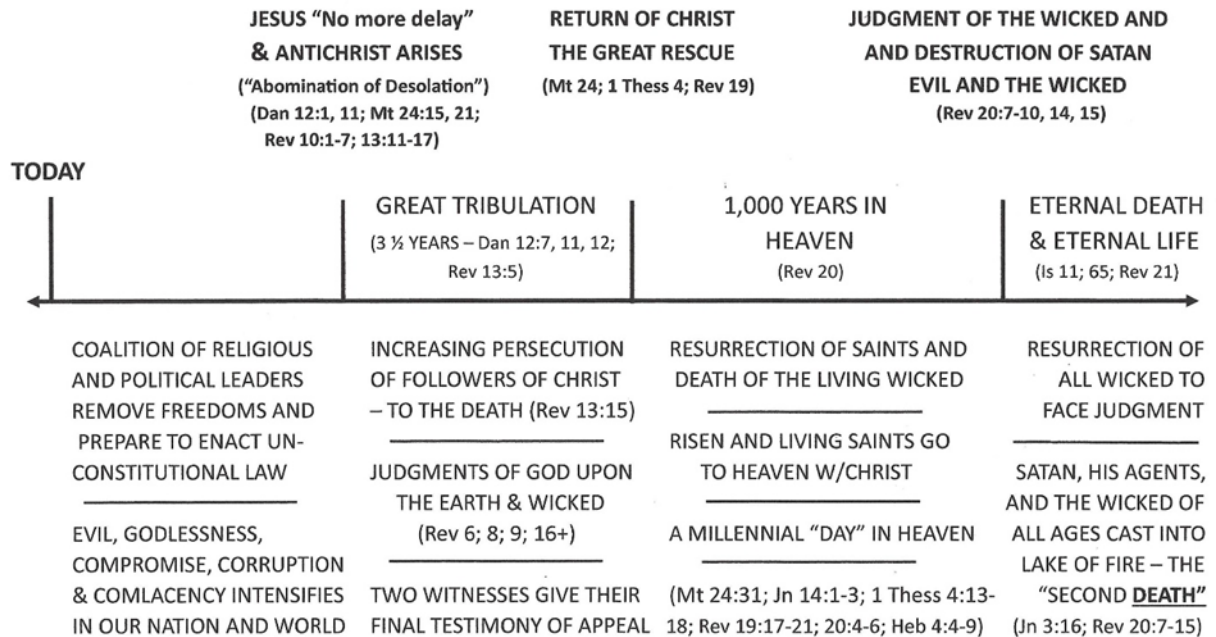 JESUS “No more delay”
& ANTICHRIST ARISES
(“Abomination of Desolation”)
(Dan 12:1, 11; Mt 24:15, 21;
Rev 10:1-7; 13:11-17)
RETURN OF CHRIST
THE GREAT RESCUE
(Mt 24; 1 Thess 4; Rev 19)
JUDGMENT OF THE WICKED AND
AND DESTRUCTION OF SATAN
EVIL AND THE WICKED
(Rev 20:7-10, 14, 15)
TODAY
GREAT TRIBULATION
(3 ½ YEARS – Dan 12:7, 11, 12;
Rev 13:5)
1,000 YEARS IN
HEAVEN
(Rev 20)
ETERNAL DEATH
& ETERNAL LIFE
(Is 11; 65; Rev 21)
COALITION OF RELIGIOUS
AND POLITICAL LEADERS
REMOVE FREEDOMS AND
PREPARE TO ENACT UN-
CONSTITUTIONAL LAW
EVIL, GODLESSNESS,
COMPROMISE, CORRUPTION
& COMLACENCY INTENSIFIES
IN OUR NATION AND WORLD
INCREASING PERSECUTION
OF FOLLOWERS OF CHRIST
– TO THE DEATH (Rev 13:15)
JUDGMENTS OF GOD UPON
THE EARTH & WICKED
(Rev 6; 8; 9; 16+)
TWO WITNESSES GIVE THEIR
FINAL TESTIMONY OF APPEAL
RESURRECTION OF SAINTS AND
DEATH OF THE LIVING WICKED
RISEN AND LIVING SAINTS GO
TO HEAVEN W/CHRIST
A MILLENNIAL “DAY” IN HEAVEN
(Mt 24:31; Jn 14:1-3; 1 Thess 4:13-
18; Rev 19:17-21; 20:4-6; Heb 4:4-9)
RESURRECTION OF
ALL WICKED TO
FACE JUDGMENT
SATAN, HIS AGENTS,
AND THE WICKED OF
ALL AGES CAST INTO
LAKE OF FIRE – THE
“SECOND DEATH”
(Jn 3:16; Rev 20:7-15)